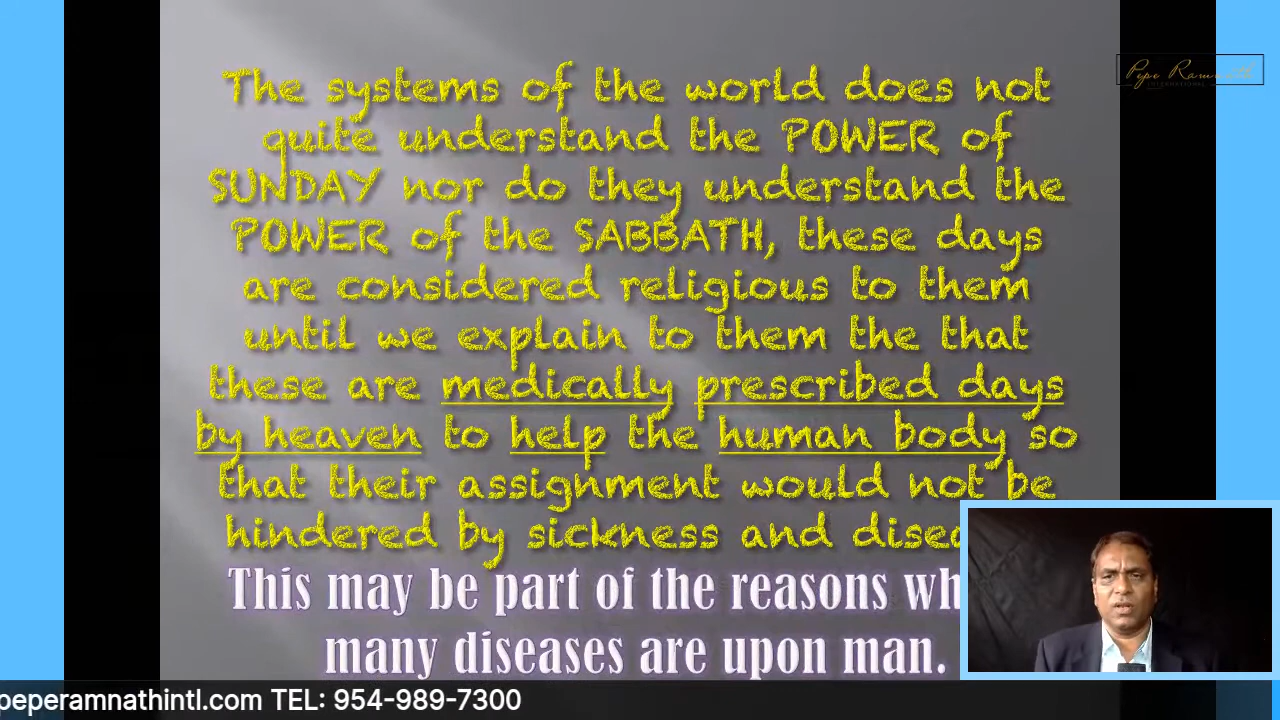 Pepe Ramnath
INTERNATIONAL
The systems of the world does not
quite understand the POWER of
SUNDAY nor do they understand the
POWER of the SABBATH, these days
are considered religious to them
until we explain to them the that
these are medically prescribed days
by heaven to help the human body so
that their assignment would not be
hindered by sickness and
This may be part of the reasons
many diseases are upon man.
peperamnathintl.com TEL: 954-989-7300